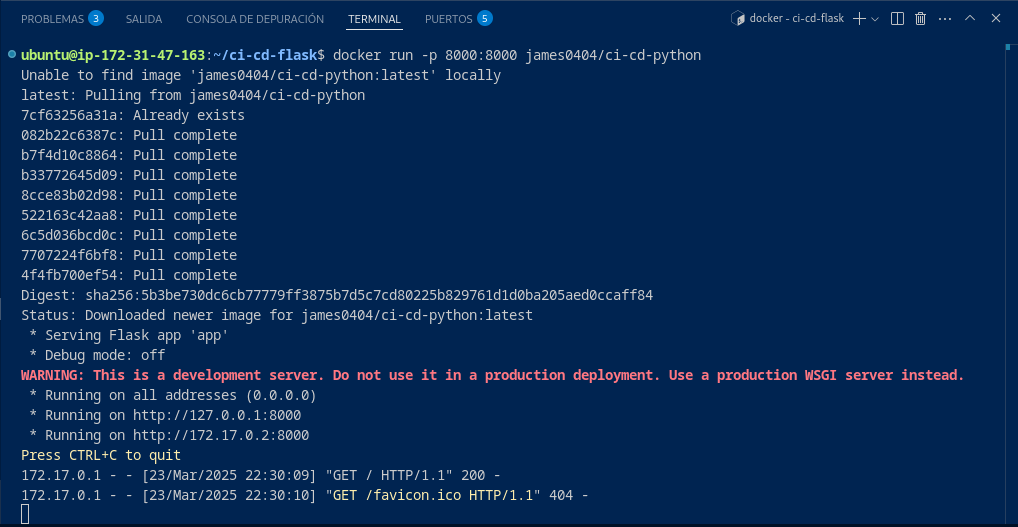 PROBLEMAS 3 SALIDA CONSOLA DE DEPURACIÓN TERMINAL PUERTOS 5 docker - ci-cd-flask
ubuntu@ip-172-31-47-163:~/ci-cd-flask$ docker run -p 8000:8000 james0404/ci-cd-python
Unable to find image 'james0404/ci-cd-python:latest' locally
latest: Pulling from james0404/ci-cd-python
7cf63256a31a: Already exists
082b22c6387c: Pull complete
b7f4d10c8864: Pull complete
b33772645d09: Pull complete
8cce83b02d98: Pull complete
522163c42aa8: Pull complete
6c5d036bcd0c: Pull complete
7707224f6bf8: Pull complete
4f4fb700ef54: Pull complete
Digest: sha256:5b3be730dc6cb77779ff3875b7d5c7cd80225b829761d1d0ba205aed0ccaff84
Status: Downloaded newer image for james0404/ci-cd-python:latest
 * Serving Flask app 'app'
 * Debug mode: off
WARNING: This is a development server. Do not use it in a production deployment. Use a production WSGI server instead.
 * Running on all addresses (0.0.0.0)
 * Running on http://127.0.0.1:8000
 * Running on http://172.17.0.2:8000
Press CTRL+C to quit
172.17.0.1 - - [23/Mar/2025 22:30:09] "GET / HTTP/1.1" 200 -
172.17.0.1 - - [23/Mar/2025 22:30:10] "GET /favicon.ico HTTP/1.1" 404 -